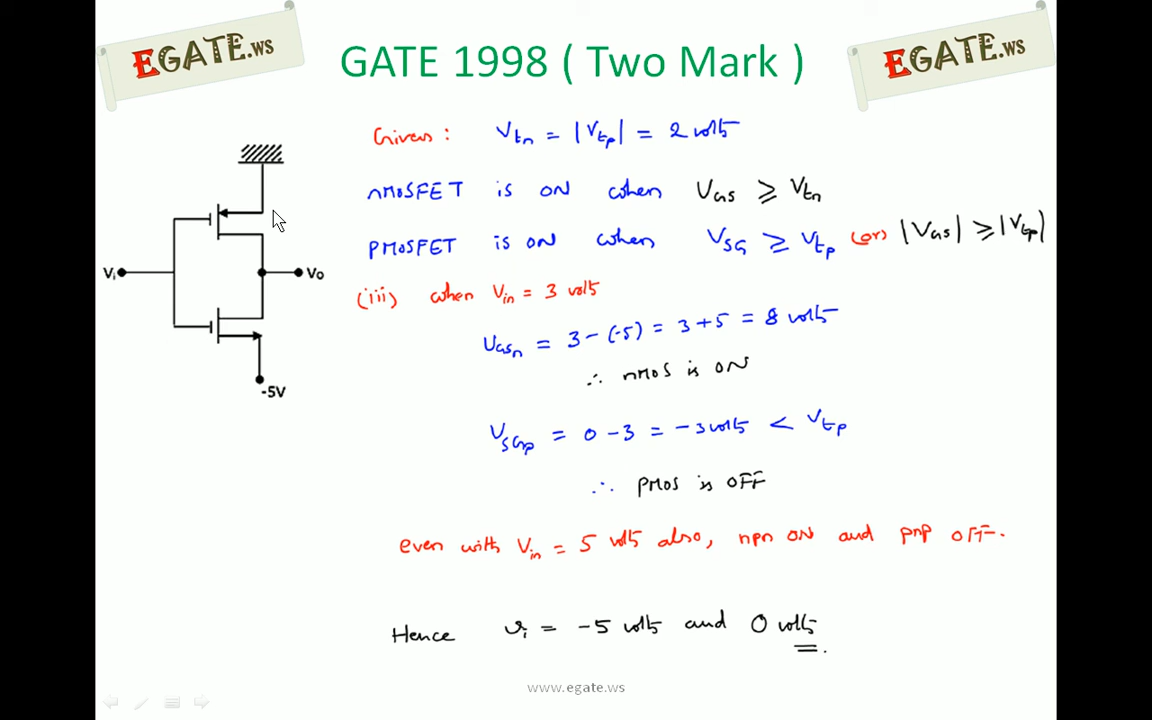 EGATE.ws
GATE 1998 ( Two Mark )
EGATE.ws
Given : Vtn = |Vtp| = 2 volts
nMOSFET is ON when VGS ≥ Vtn
PMOSFET is ON when VSG ≥ Vtp (or) |VGS| ≥ |Vtp|
Vi
Vo
-5V
(iii) when Vin = 3 volt
VGSn = 3 - (-5) = 3 + 5 = 8 volts
∴ nMOS is ON
VSGp = 0 - 3 = -3 volts < Vtp
∴ PMOS is OFF
even with Vin = 5 volts also, npn ON and pnp OFF.
Hence vi = -5 volts and 0 volts.
www.egate.ws